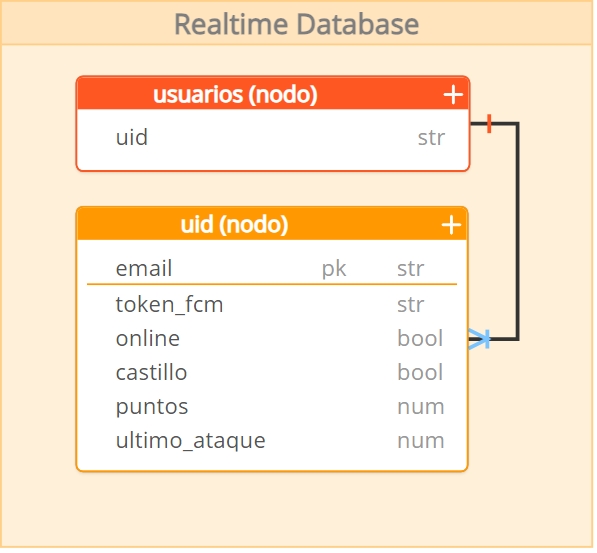 Realtime Database
usuarios (nodo) +
uid str
uid (nodo) +
email pk str
token_fcm str
online bool
castillo bool
puntos num
ultimo_ataque num